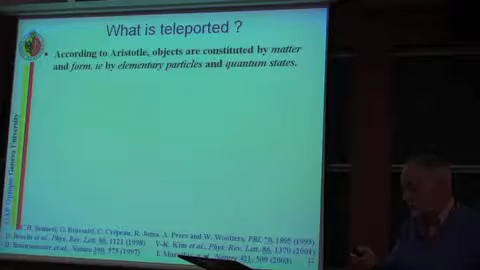 What is teleported ?
• According to Aristotle, objects are constituted by matter
and form, ie by elementary particles and quantum states.
GAP Optique Geneva University
C.H. Bennett, G. Brassard, C. Crépeau, R. Jozsa, A. Peres and W. Wootters, PRL 70, 1895 (1993)
D. Boschi et al., Phys. Rev. Lett. 80, 1121 (1998) Y-K. Kim et al., Phys. Rev. Lett. 86, 1370 (2001)
D. Bouwmeester et al., Nature 390, 575 (1997) I. et al., Nature 421, 509 (2003)